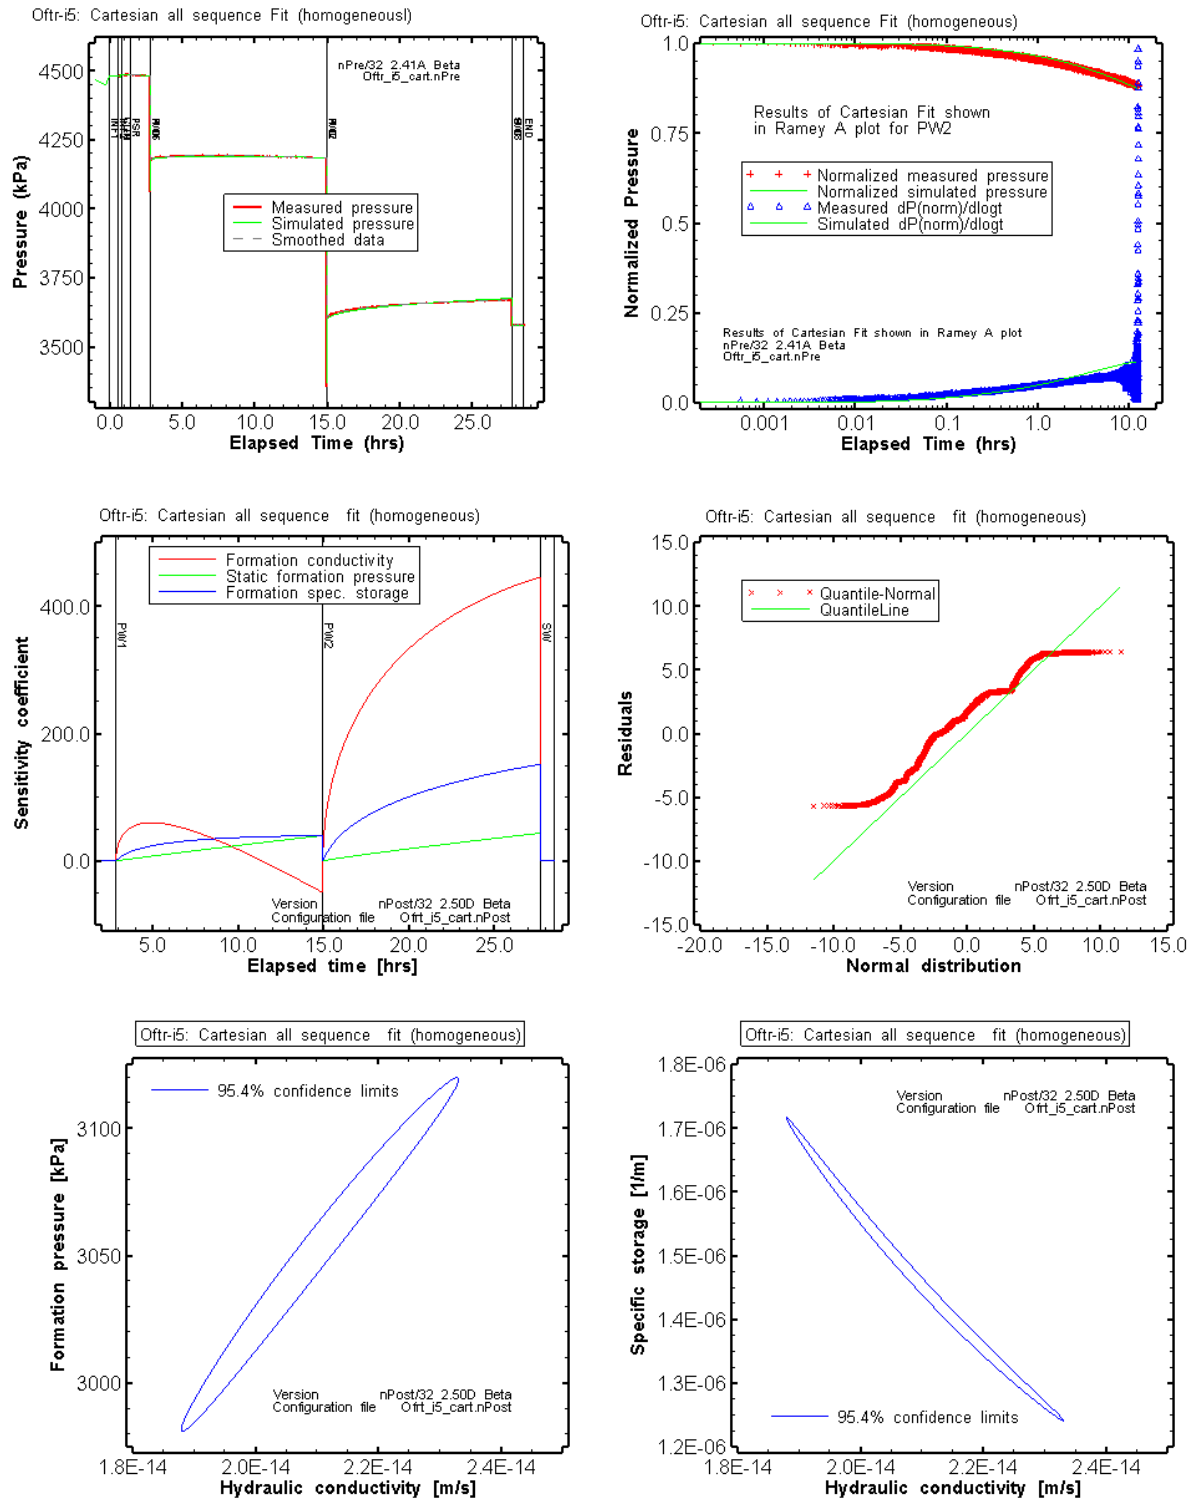 Oftr-i5: Cartesian all sequence Fit (homogeneousl)
4500
4250
4000
3750
3500
Pressure (kPa)
nPre/32 2.41A Beta
Oftr_i5_cart.nPre
PSR
END
Measured pressure
Simulated pressure
Smoothed data
0.0 5.0 10.0 15.0 20.0 25.0
Elapsed Time (hrs)
Oftr-i5: Cartesian all sequence Fit (homogeneous)
1.0
0.75
0.50
0.25
0.0
Normalized Pressure
Results of Cartesian Fit shown
in Ramey A plot for PW2
Normalized measured pressure
Normalized simulated pressure
Measured dP(norm)/dlogt
Simulated dP(norm)/dlogt
Results of Cartesian Fit shown in Ramey A plot
nPre/32 2.41A Beta
Oftr_i5_cart.nPre
0.001 0.01 0.1 1.0 10.0
Elapsed Time (hrs)
Oftr-i5: Cartesian all sequence fit (homogeneous)
400.0
200.0
0.0
Sensitivity coefficient
Formation conductivity
Static formation pressure
Formation spec. storage
PW1
PW2
SW
Version nPost/32 2.50D Beta
Configuration file Ofrt_i5_cart.nPost
5.0 10.0 15.0 20.0 25.0
Elapsed time [hrs]
Oftr-i5: Cartesian all sequence fit (homogeneous)
15.0
10.0
5.0
0.0
-5.0
-10.0
-15.0
Residuals
Quantile-Normal
QuantileLine
Version nPost/32 2.50D Beta
Configuration file Ofrt_i5_cart.nPost
-20.0 -15.0 -10.0 -5.0 0.0 5.0 10.0 15.0
Normal distribution
Oftr-i5: Cartesian all sequence fit (homogeneous)
3100
3050
3000
Formation pressure [kPa]
95.4% confidence limits
Version nPost/32 2.50D Beta
Configuration file Ofrt_i5_cart.nPost
1.8E-14 2.0E-14 2.2E-14 2.4E-14
Hydraulic conductivity [m/s]
Oftr-i5: Cartesian all sequence fit (homogeneous)
1.8E-06
1.7E-06
1.6E-06
1.5E-06
1.4E-06
1.3E-06
1.2E-06
Specific storage [1/m]
Version nPost/32 2.50D Beta
Configuration file Ofrt_i5_cart.nPost
95.4% confidence limits
1.8E-14 2.0E-14 2.2E-14 2.4E-14
Hydraulic conductivity [m/s]